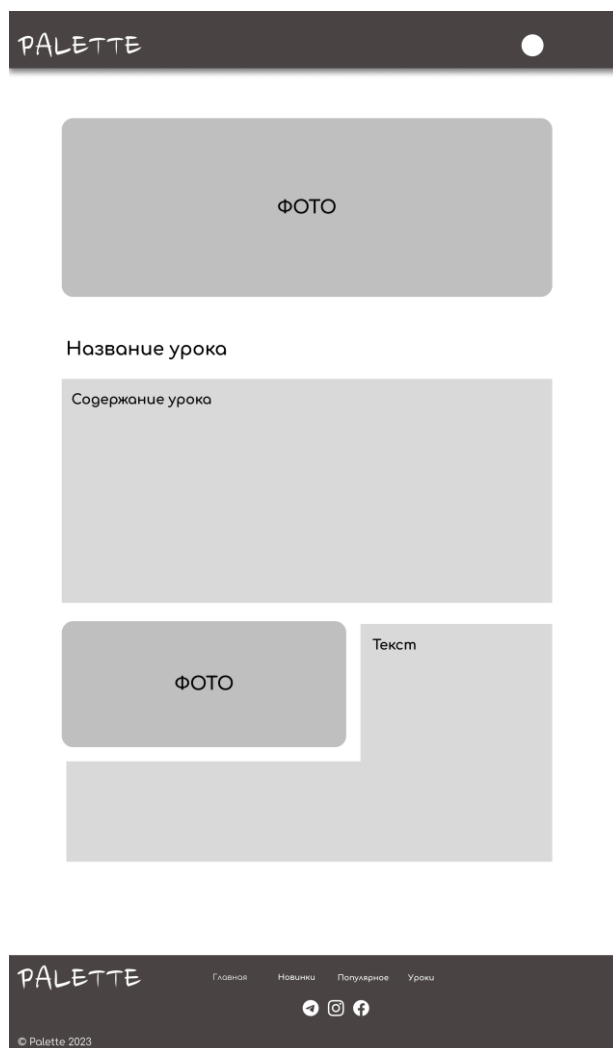 PALETTE
ФОТО
Название урока
Содержание урока
ФОТО
Текст
PALETTE
Главная Новинки Популярное Уроки
© Palette 2023